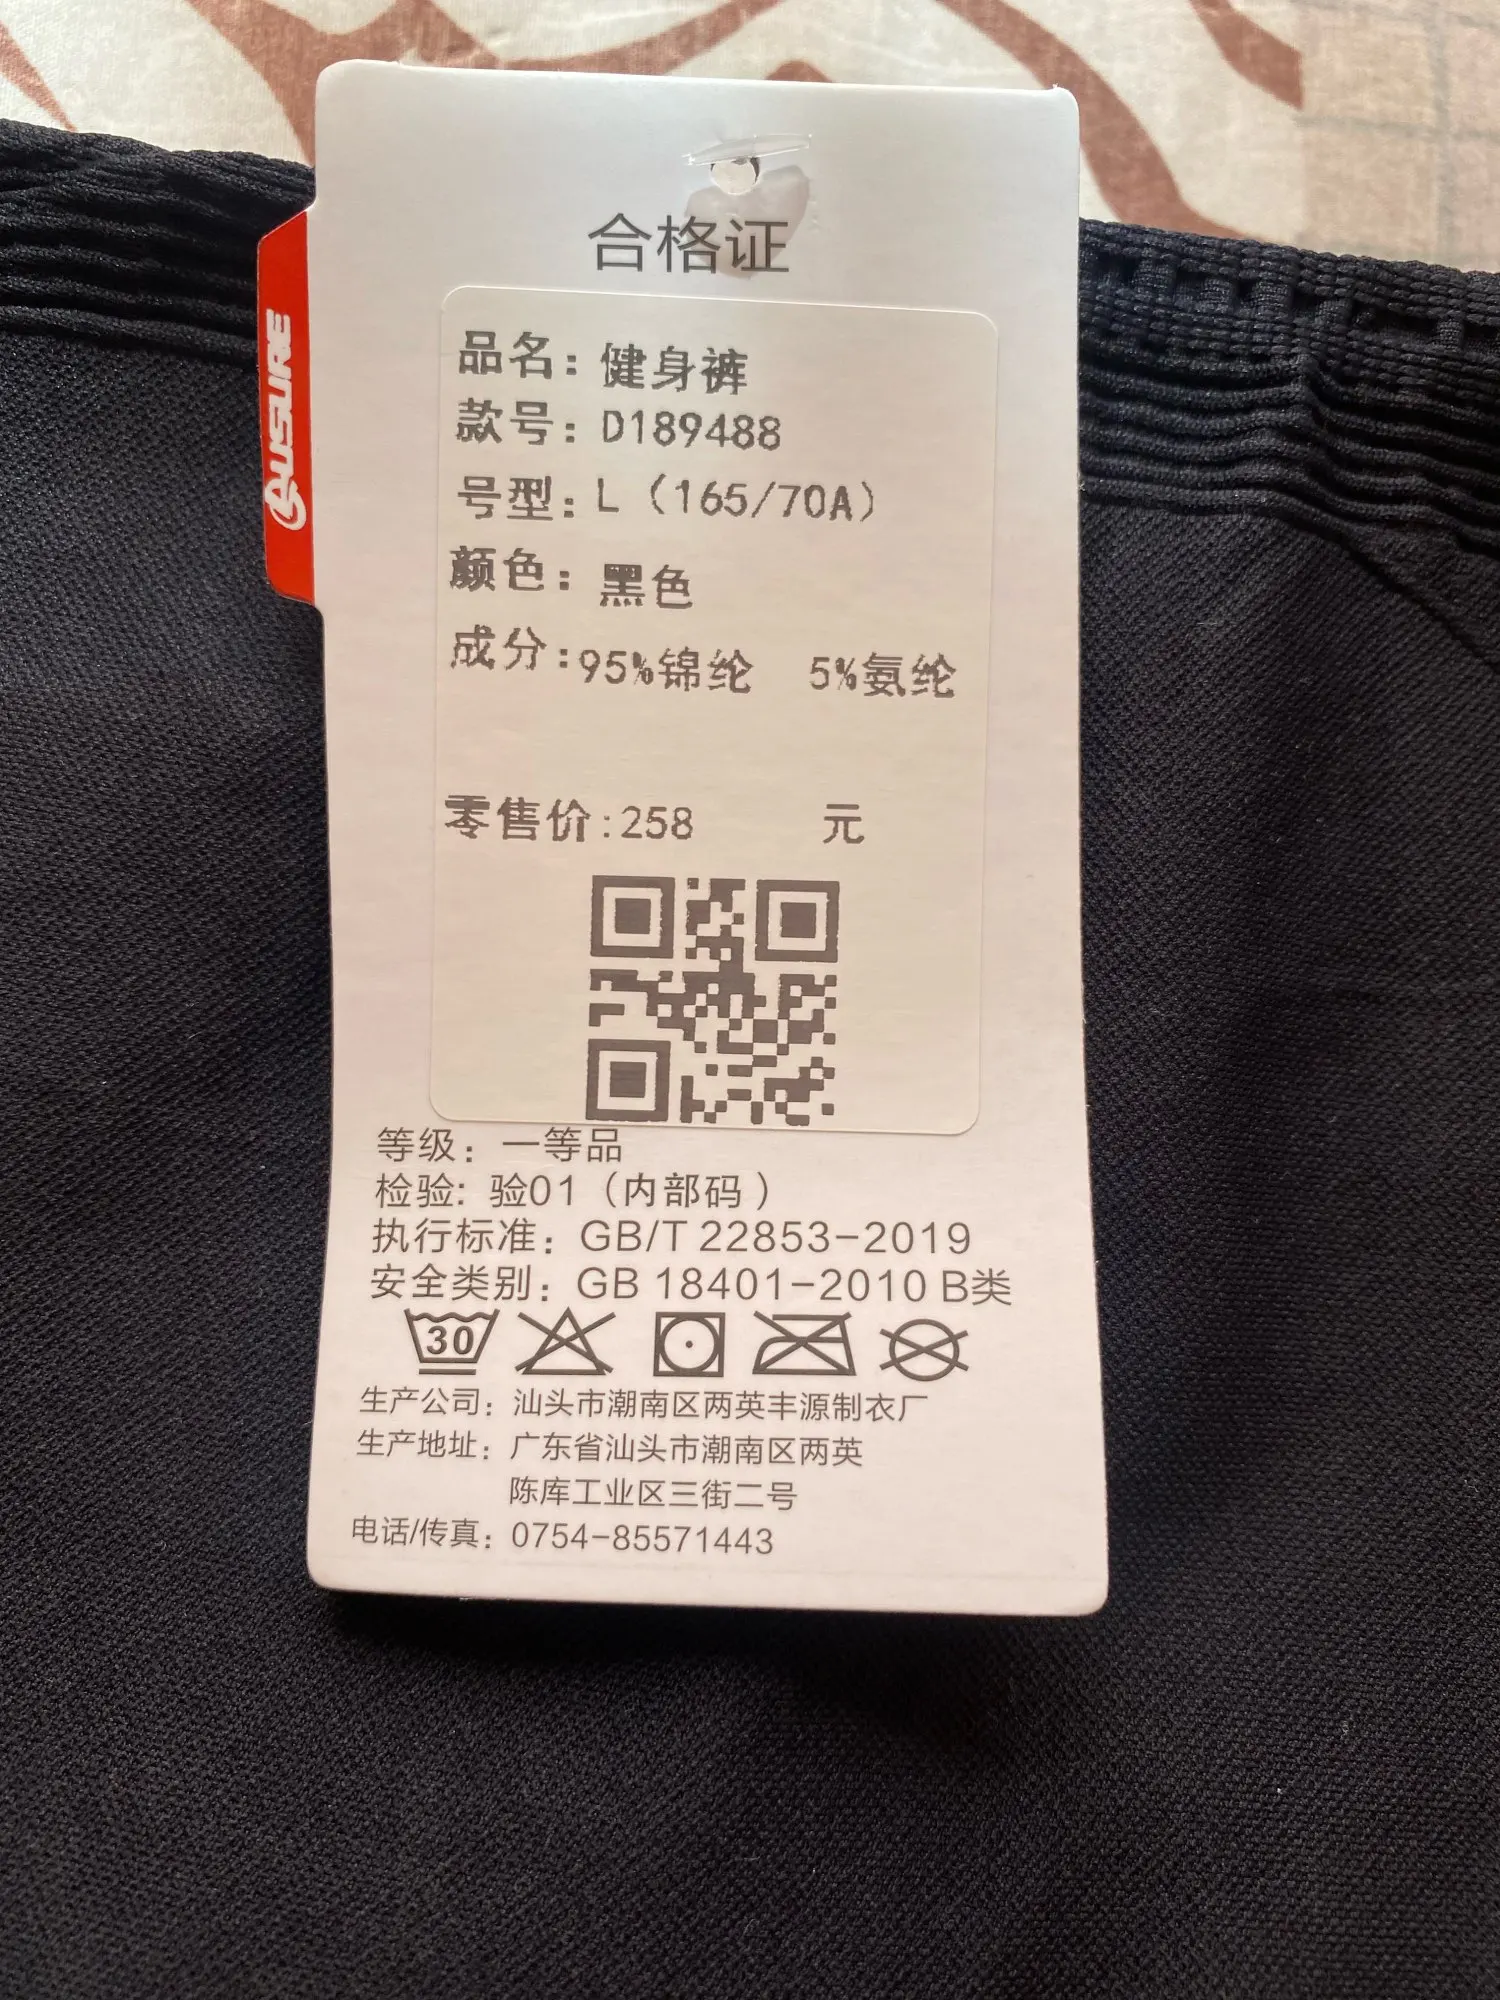 合格证
AUSURE
品名：健身裤
款号：D189488
号型：L（165/70A）
颜色：黑色
成分：95%锦纶 5%氨纶
零售价:258 元
等级：一等品
检验：验01（内部码）
执行标准：GB/T 22853-2019
安全类别：GB 18401-2010 B类
30
生产公司：汕头市潮南区两英丰源制衣厂
生产地址：广东省汕头市潮南区两英
陈库工业区三街二号
电话/传真：0754-85571443